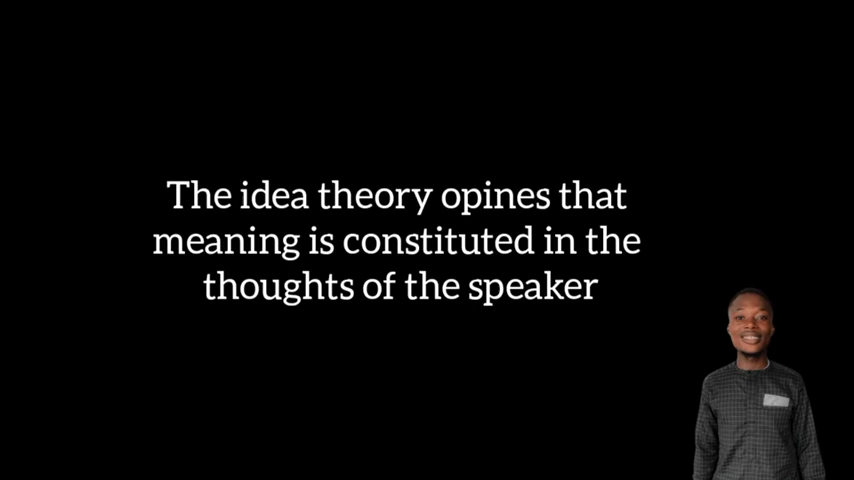 The idea theory opines that
meaning is constituted in the
thoughts of the speaker